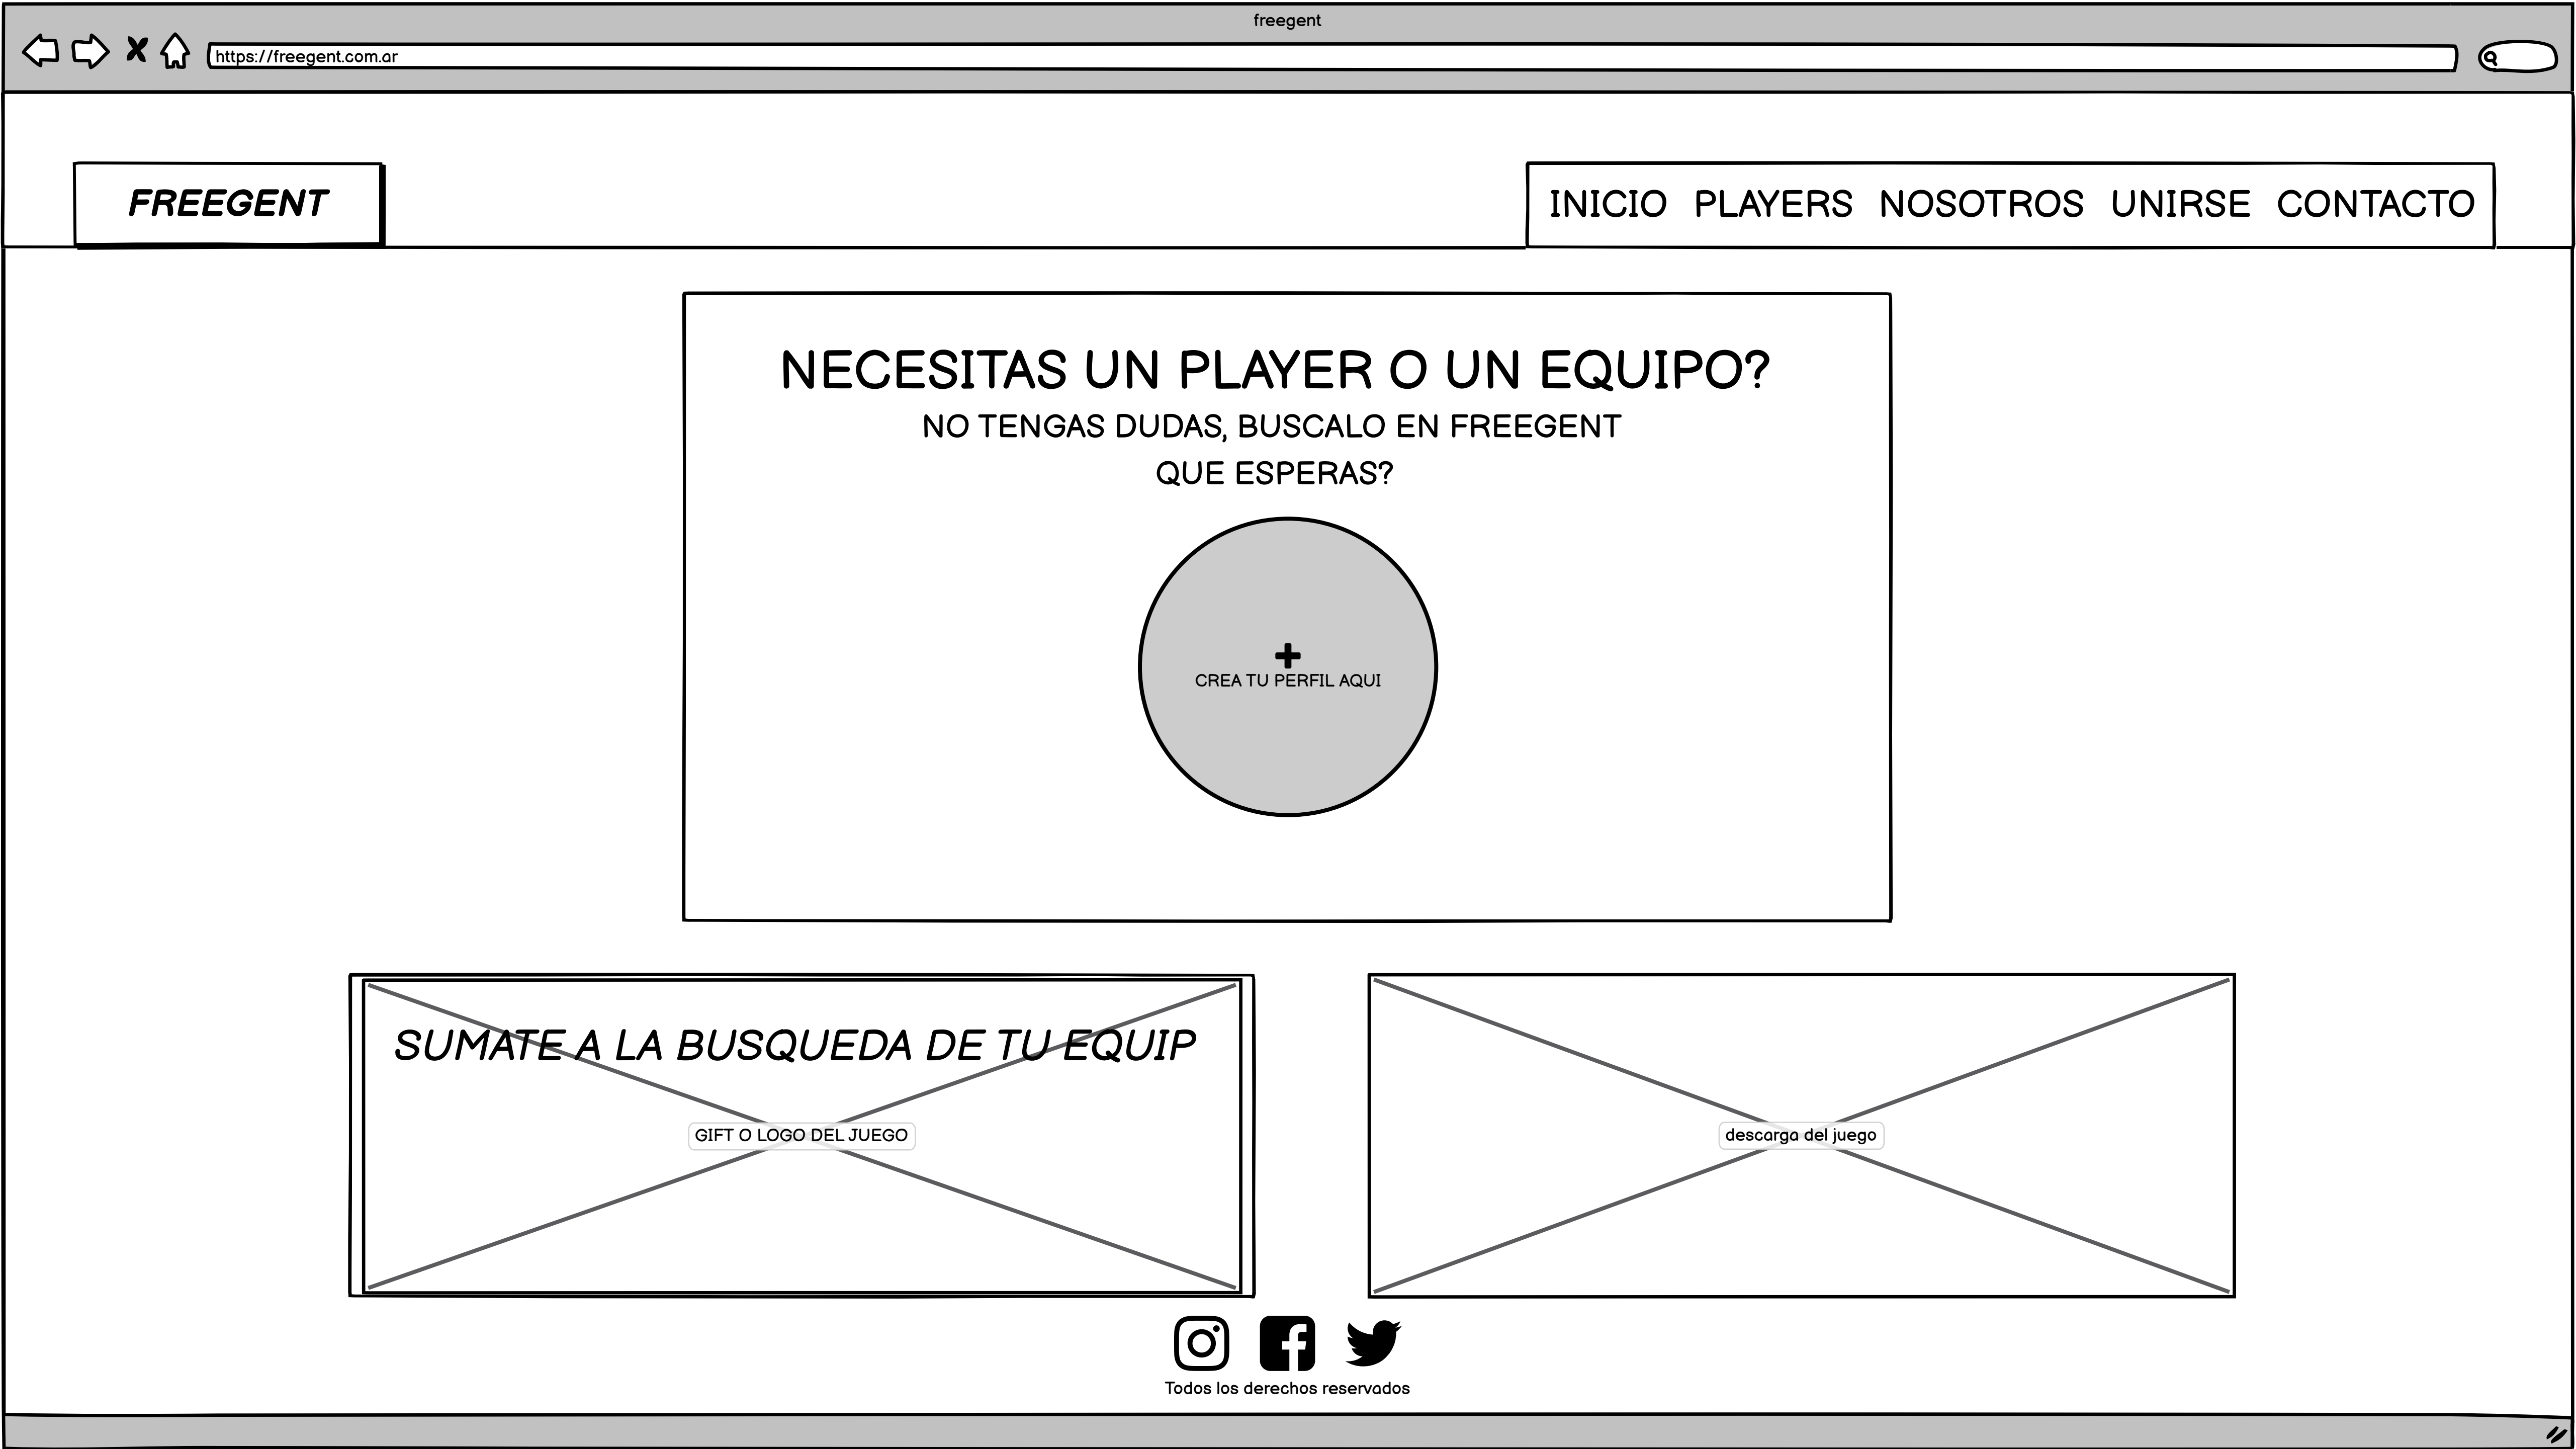 freegent
https://freegent.com.ar
FREEGENT
INICIO PLAYERS NOSOTROS UNIRSE CONTACTO
NECESITAS UN PLAYER O UN EQUIPO?
NO TENGAS DUDAS, BUSCALO EN FREEGENT
QUE ESPERAS?
CREA TU PERFIL AQUI
SUMATE A LA BUSQUEDA DE TU EQUIP
GIFT O LOGO DEL JUEGO
descarga del juego
Todos los derechos reservados